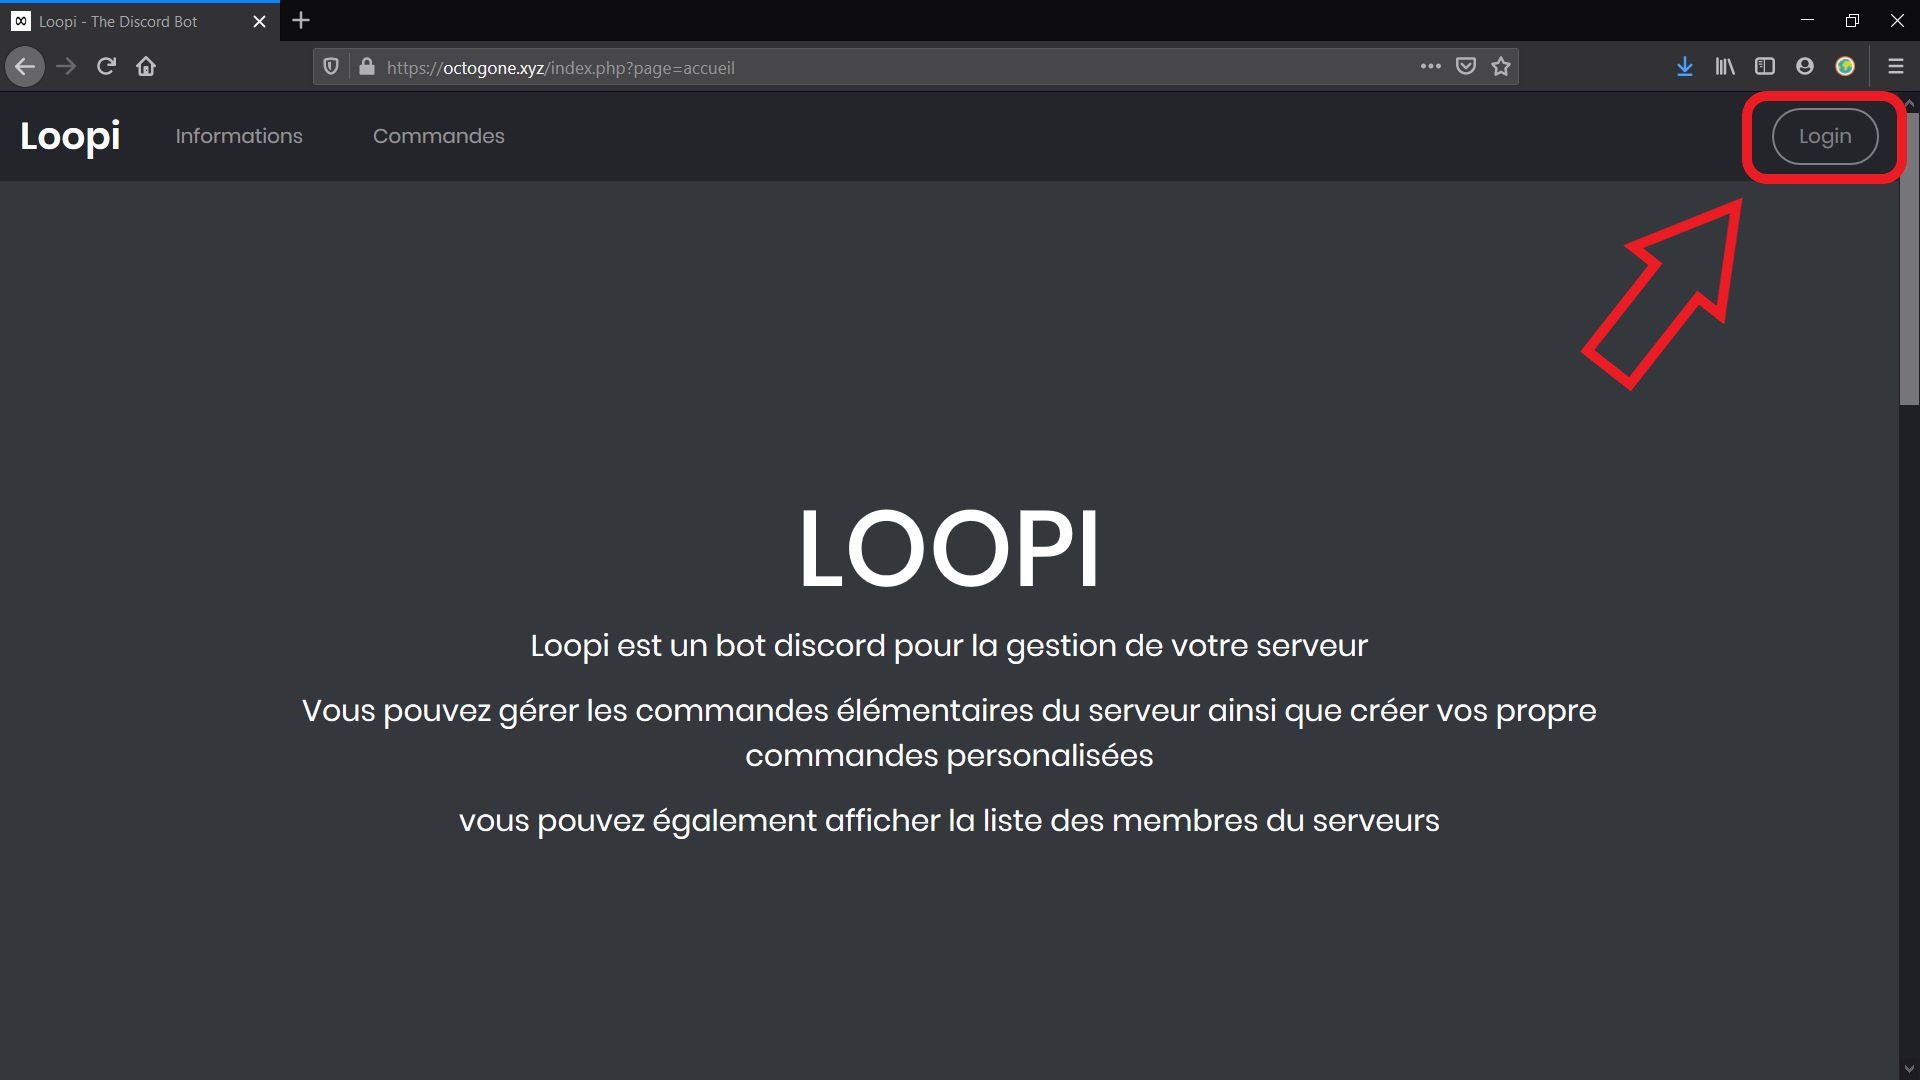 Loopi - The Discord Bot
https://octogone.xyz/index.php?page=accueil
Loopi Informations Commandes Login
LOOPI
Loopi est un bot discord pour la gestion de votre serveur
Vous pouvez gérer les commandes élémentaires du serveur ainsi que créer vos propre
commandes personalisées
vous pouvez également afficher la liste des membres du serveurs